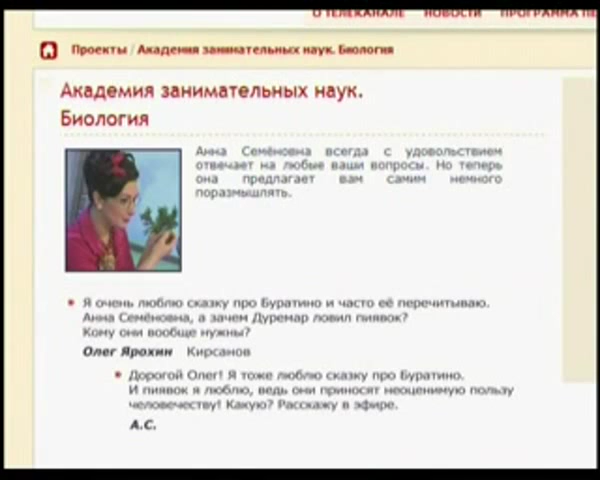 О ТЕЛЕКАНАЛЕ НОВОСТИ ПРОГРАММА
Проекты / Академия занимательных наук. Биология
Академия занимательных наук.
Биология
Анна Семёновна всегда с удовольствием
отвечает на любые ваши вопросы. Но теперь
она предлагает вам самим немного
поразмышлять.
Я очень люблю сказку про Буратино и часто её перечитываю.
Анна Семёновна, а зачем Дуремар ловил пиявок?
Кому они вообще нужны?
Олег Ярохин Кирсанов
Дорогой Олег! Я тоже люблю сказку про Буратино.
И пиявок я люблю, ведь они приносят неоценимую пользу
человечеству! Какую? Расскажу в эфире.
А.С.